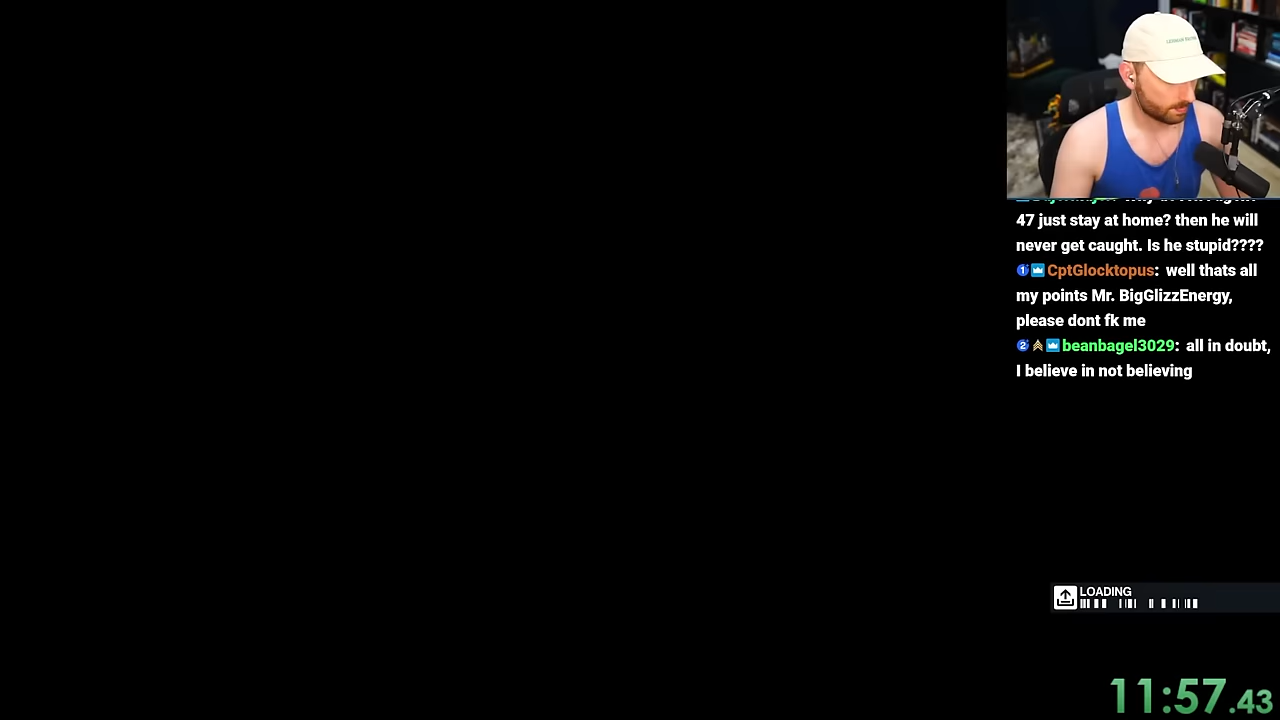 47 just stay at home? then he will
never get caught. Is he stupid????
CptGlocktopus: well thats all
my points Mr. BigGlizzEnergy,
please dont fk me
beanbagel3029: all in doubt,
I believe in not believing
LOADING
11:57.43